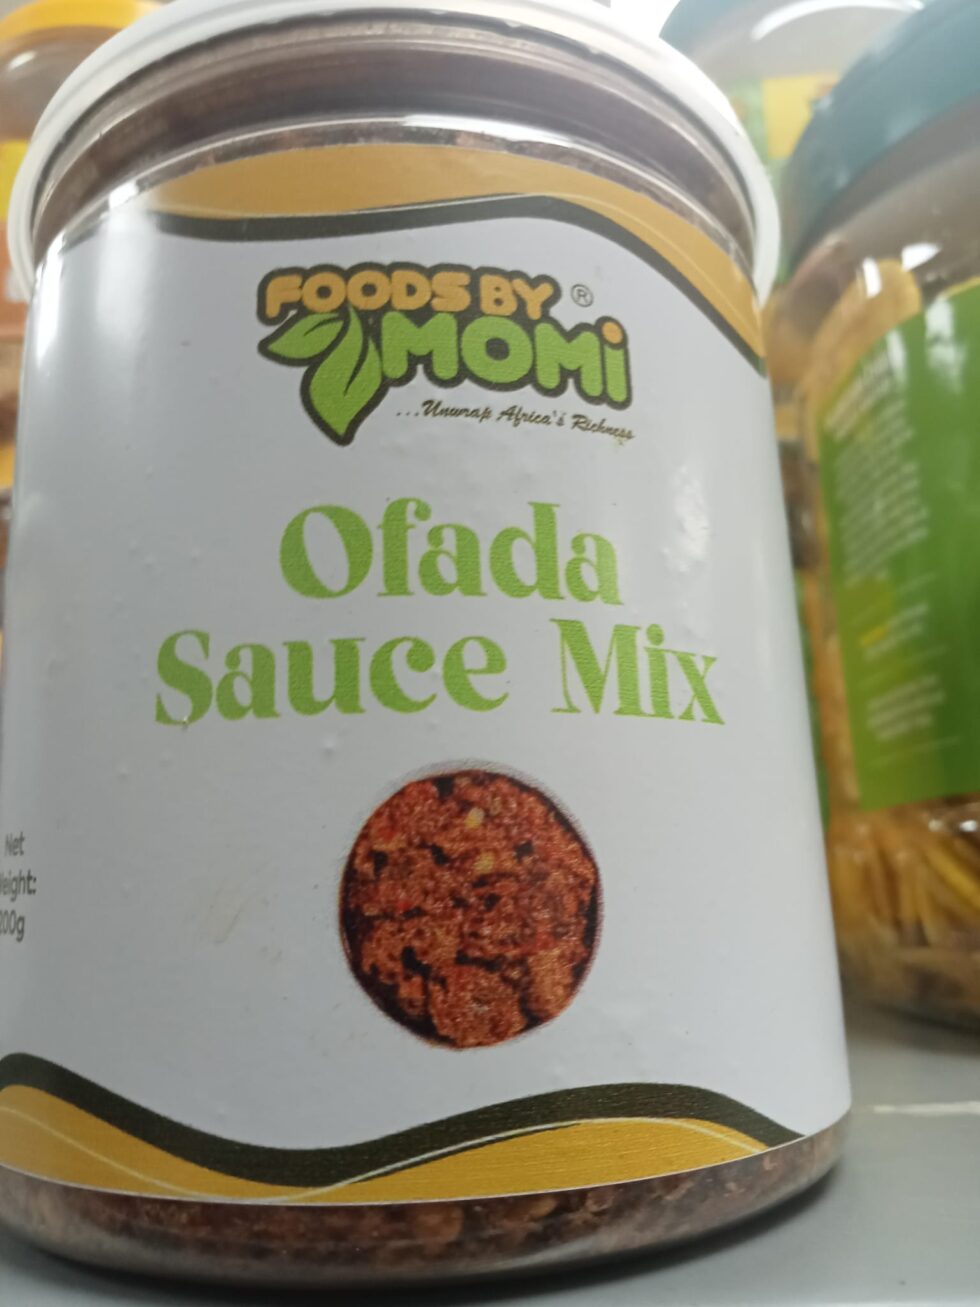 FOODS BY ®
MOMi
...Unwrap Africa's Richness
Ofada
Sauce Mix
Net